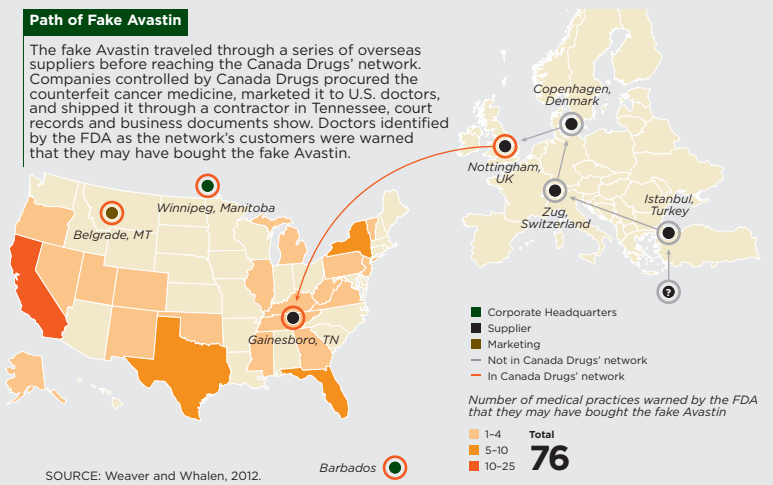 Path of Fake Avastin
The fake Avastin traveled through a series of overseas
suppliers before reaching the Canada Drugs' network.
Companies controlled by Canada Drugs procured the
counterfeit cancer medicine, marketed it to U.S. doctors,
and shipped it through a contractor in Tennessee, court
records and business documents show. Doctors identified
by the FDA as the network's customers were warned
that they may have bought the fake Avastin.
Copenhagen,
Denmark
Nottingham,
UK
Zug,
Switzerland
Istanbul,
Turkey
?
Winnipeg, Manitoba
Belgrade, MT
Gainesboro, TN
Barbados
Corporate Headquarters
Supplier
Marketing
Not in Canada Drugs' network
In Canada Drugs' network
Number of medical practices warned by the FDA
that they may have bought the fake Avastin
1–4
5–10
10–25
Total
76
SOURCE: Weaver and Whalen, 2012.